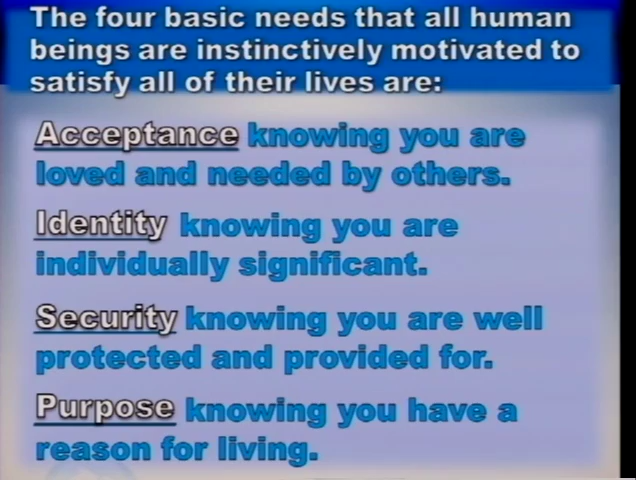 The four basic needs that all human
beings are instinctively motivated to
satisfy all of their lives are:
Acceptance knowing you are
loved and needed by others.
Identity knowing you are
individually significant.
Security knowing you are well
protected and provided for.
Purpose knowing you have a
reason for living.